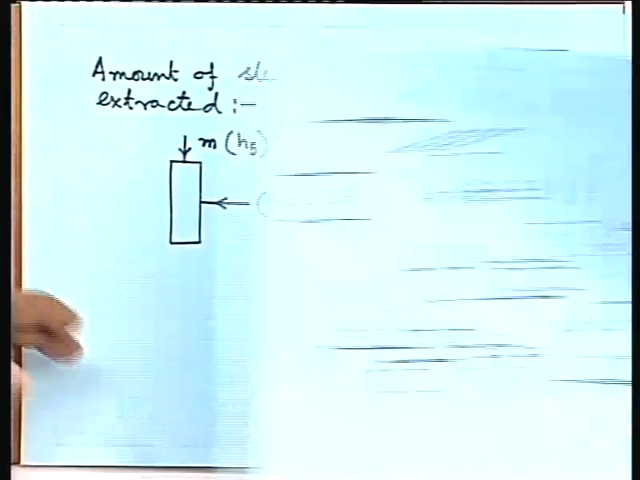 Amount of
extracted :-
m (h5)